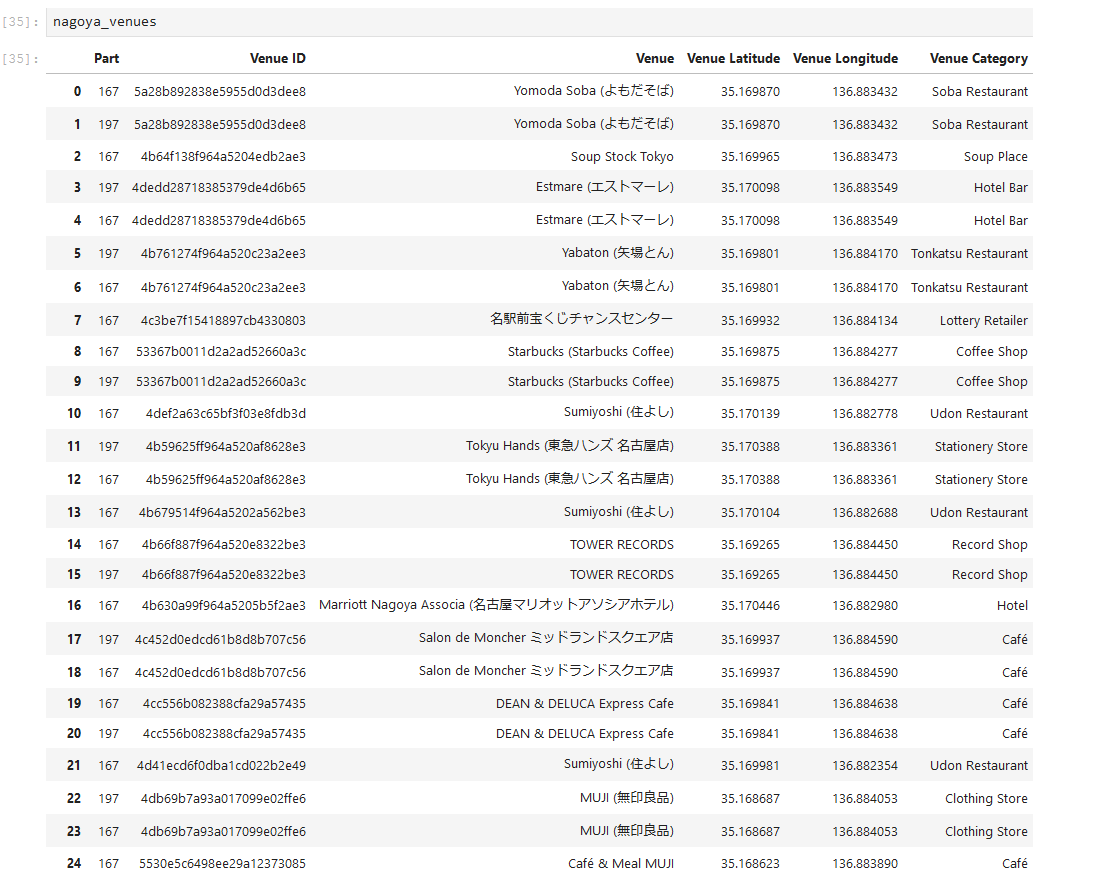 [35]: nagoya_venues
[35]: Part Venue ID Venue Venue Latitude Venue Longitude Venue Category
0 167 5a28b892838e5955d0d3dee8 Yomoda Soba (よもだそば) 35.169870 136.883432 Soba Restaurant
1 197 5a28b892838e5955d0d3dee8 Yomoda Soba (よもだそば) 35.169870 136.883432 Soba Restaurant
2 167 4b64f138f964a5204edb2ae3 Soup Stock Tokyo 35.169965 136.883473 Soup Place
3 197 4dedd28718385379de4d6b65 Estmare (エストマーレ) 35.170098 136.883549 Hotel Bar
4 167 4dedd28718385379de4d6b65 Estmare (エストマーレ) 35.170098 136.883549 Hotel Bar
5 197 4b761274f964a520c23a2ee3 Yabaton (矢場とん) 35.169801 136.884170 Tonkatsu Restaurant
6 167 4b761274f964a520c23a2ee3 Yabaton (矢場とん) 35.169801 136.884170 Tonkatsu Restaurant
7 167 4c3be7f15418897cb4330803 名駅前宝くじチャンスセンター 35.169932 136.884134 Lottery Retailer
8 167 53367b0011d2a2ad52660a3c Starbucks (Starbucks Coffee) 35.169875 136.884277 Coffee Shop
9 197 53367b0011d2a2ad52660a3c Starbucks (Starbucks Coffee) 35.169875 136.884277 Coffee Shop
10 167 4def2a63c65bf3f03e8fdb3d Sumiyoshi (住よし) 35.170139 136.882778 Udon Restaurant
11 197 4b59625ff964a520af8628e3 Tokyu Hands (東急ハンズ 名古屋店) 35.170388 136.883361 Stationery Store
12 167 4b59625ff964a520af8628e3 Tokyu Hands (東急ハンズ 名古屋店) 35.170388 136.883361 Stationery Store
13 167 4b679514f964a5202a562be3 Sumiyoshi (住よし) 35.170104 136.882688 Udon Restaurant
14 167 4b66f887f964a520e8322be3 TOWER RECORDS 35.169265 136.884450 Record Shop
15 197 4b66f887f964a520e8322be3 TOWER RECORDS 35.169265 136.884450 Record Shop
16 167 4b630a99f964a5205b5f2ae3 Marriott Nagoya Associa (名古屋マリオットアソシアホテル) 35.170446 136.882980 Hotel
17 197 4c452d0edcd61b8d8b707c56 Salon de Moncher ミッドランドスクエア店 35.169937 136.884590 Café
18 167 4c452d0edcd61b8d8b707c56 Salon de Moncher ミッドランドスクエア店 35.169937 136.884590 Café
19 167 4cc556b082388cfa29a57435 DEAN & DELUCA Express Cafe 35.169841 136.884638 Café
20 197 4cc556b082388cfa29a57435 DEAN & DELUCA Express Cafe 35.169841 136.884638 Café
21 167 4d41ecd6f0dba1cd022b2e49 Sumiyoshi (住よし) 35.169981 136.882354 Udon Restaurant
22 197 4db69b7a93a017099e02ffe6 MUJI (無印良品) 35.168687 136.884053 Clothing Store
23 167 4db69b7a93a017099e02ffe6 MUJI (無印良品) 35.168687 136.884053 Clothing Store
24 167 5530e5c6498ee29a12373085 Café & Meal MUJI 35.168623 136.883890 Café